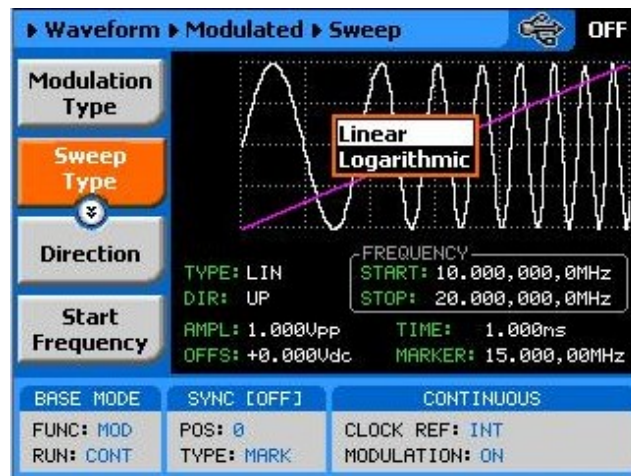 Waveform Modulated Sweep OFF
Modulation Type
Sweep Type
Direction
Start Frequency
Linear
Logarithmic
TYPE: LIN
DIR: UP
FREQUENCY
START: 10.000,000,0MHz
STOP: 20.000,000,0MHz
AMPL: 1.000Vpp TIME: 1.000ms
OFFS: +0.000Vdc MARKER: 15.000,00MHz
BASE MODE
FUNC: MOD
RUN: CONT
SYNC [OFF]
POS: 0
TYPE: MARK
CONTINUOUS
CLOCK REF: INT
MODULATION: ON